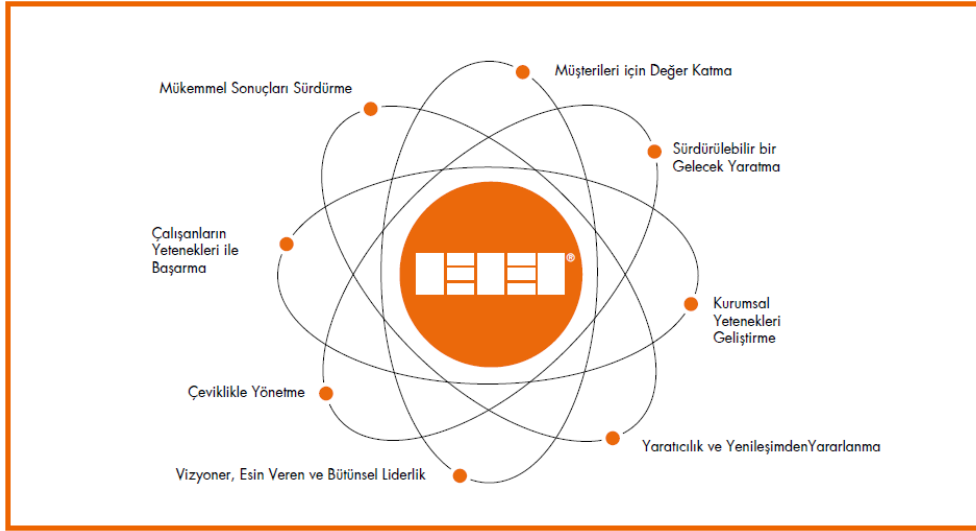 Müşterileri için Değer Katma
Mükemmel Sonuçları Sürdürme
Sürdürülebilir bir
Gelecek Yaratma
Çalışanların
Yetenekleri ile
Başarma
®
Kurumsal
Yetenekleri
Geliştirme
Çeviklikle Yönetme
Yaratıcılık ve YenileşimdenYararlanma
Vizyoner, Esin Veren ve Bütünsel Liderlik